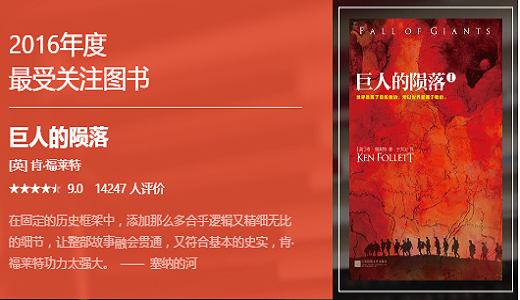 2016年度
最受关注图书
巨人的陨落
[英] 肯·福莱特
9.0 14247 人评价
在固定的历史框架中，添加那么多合乎逻辑又精细无比
的细节，让整部故事融会贯通，又符合基本的史实，肯·
福莱特功力太强大。 —— 塞纳的河
FALL OF GIANTS
巨人的陨落1
KEN FOLLETT